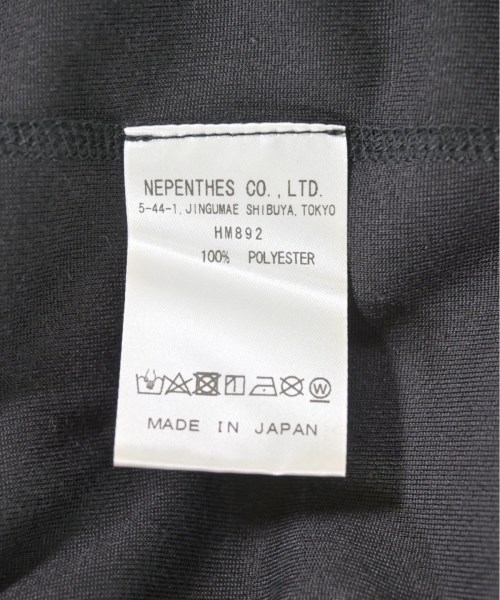 NEPENTHES CO.,LTD.
5-44-1, JINGUMAE SHIBUYA, TOKYO
HM892
100% POLYESTER
W
MADE IN JAPAN